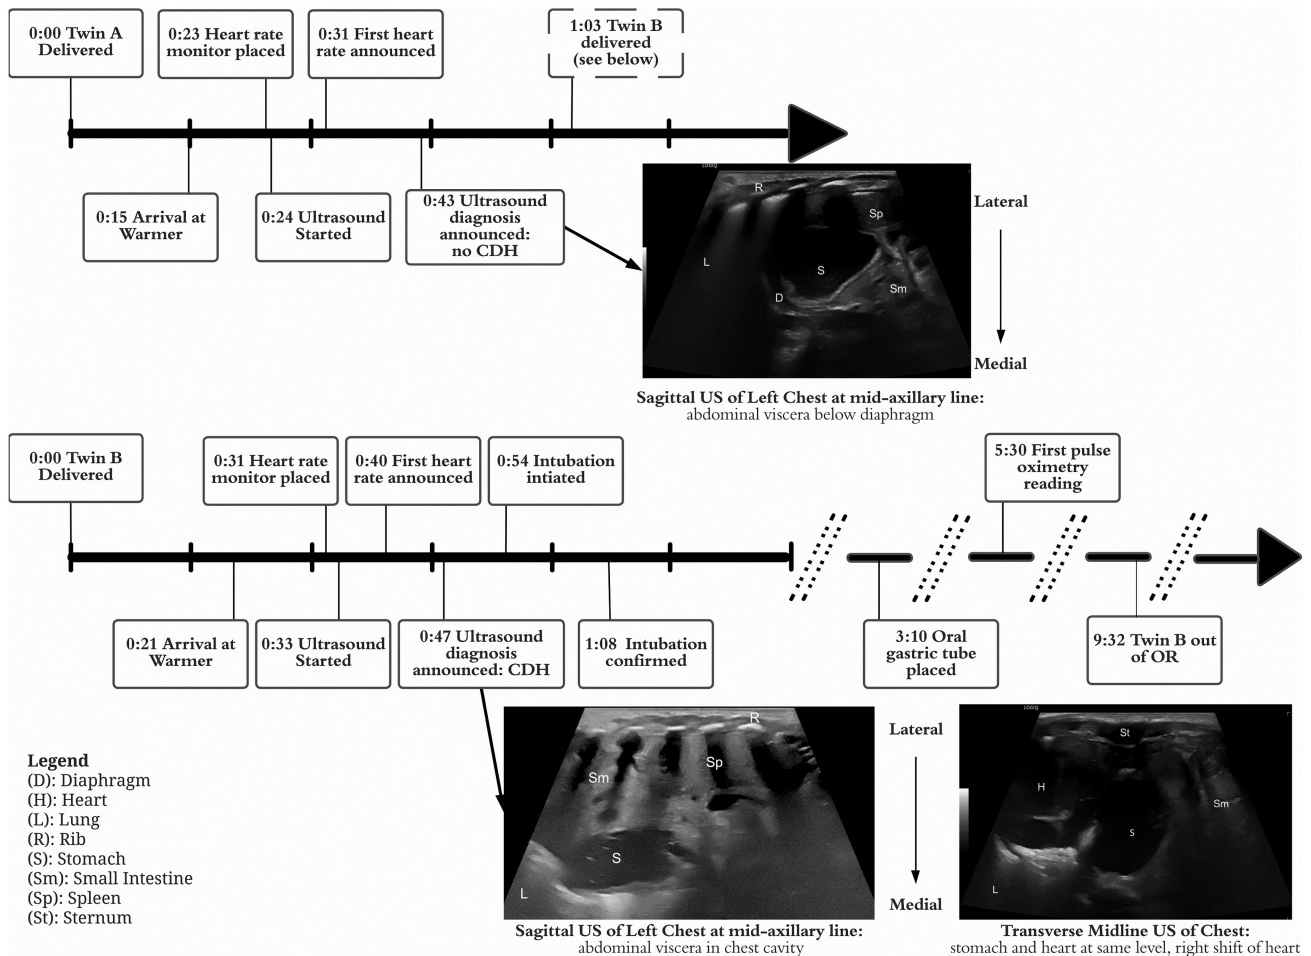 0:00 Twin A
Delivered
0:23 Heart rate
monitor placed
0:31 First heart
rate announced
1:03 Twin B
delivered
(see below)
0:15 Arrival at
Warmer
0:24 Ultrasound
Started
0:43 Ultrasound
diagnosis
announced:
no CDH
LOGIQ
R
Sp
L
S
D
Sm
Lateral
Medial
Sagittal US of Left Chest at mid-axillary line:
abdominal viscera below diaphragm
0:00 Twin B
Delivered
0:31 Heart rate
monitor placed
0:40 First heart
rate announced
0:54 Intubation
intiated
5:30 First pulse
oximetry
reading
0:21 Arrival at
Warmer
0:33 Ultrasound
Started
0:47 Ultrasound
diagnosis
announced: CDH
1:08 Intubation
confirmed
3:10 Oral
gastric tube
placed
9:32 Twin B out
of OR
Legend
(D): Diaphragm
(H): Heart
(L): Lung
(R): Rib
(S): Stomach
(Sm): Small Intestine
(Sp): Spleen
(St): Sternum
R
Sm
Sp
S
L
Lateral
Medial
Sagittal US of Left Chest at mid-axillary line:
abdominal viscera in chest cavity
LOGIQ
St
H
Sm
S
L
Transverse Midline US of Chest:
stomach and heart at same level, right shift of heart